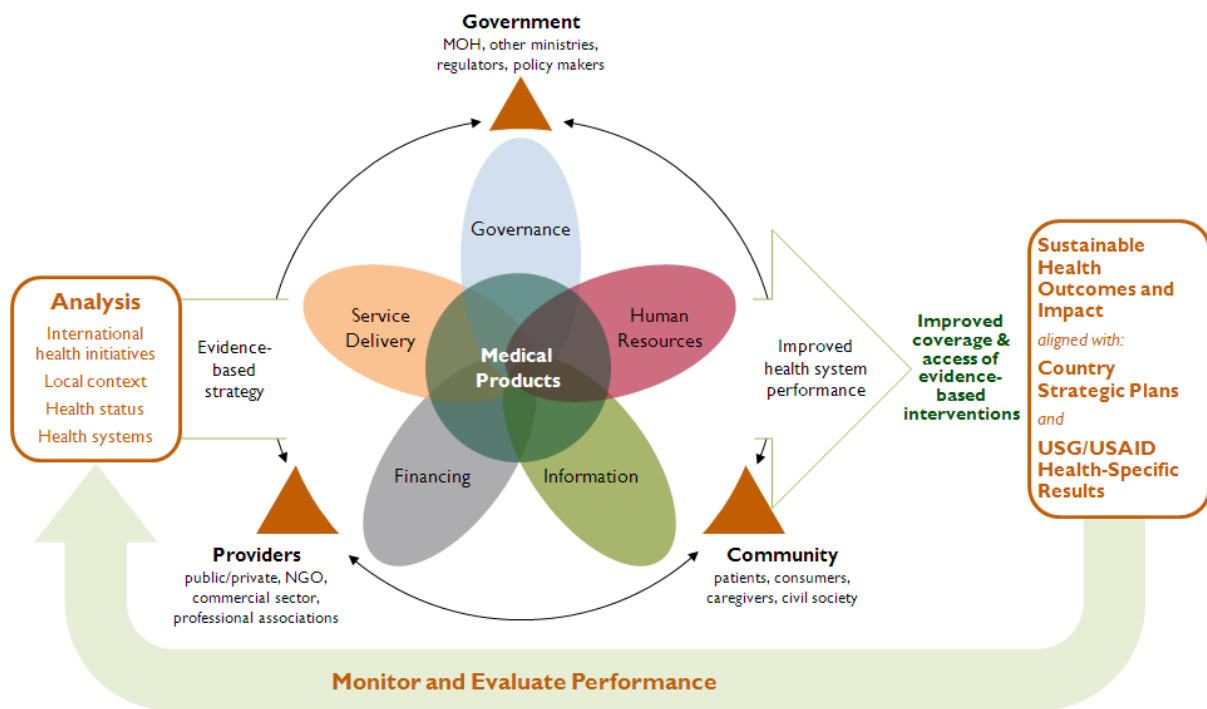 Government
MOH, other ministries,
regulators, policy makers
Governance
Service
Delivery
Human
Resources
Medical
Products
Financing
Information
Analysis
International
health initiatives
Local context
Health status
Health systems
Evidence-
based
strategy
Improved
health system
performance
Improved
coverage &
access of
evidence-
based
interventions
Sustainable
Health
Outcomes and
Impact
aligned with:
Country
Strategic Plans
and
USG/USAID
Health-Specific
Results
Providers
public/private, NGO,
commercial sector,
professional associations
Community
patients, consumers,
caregivers, civil society
Monitor and Evaluate Performance